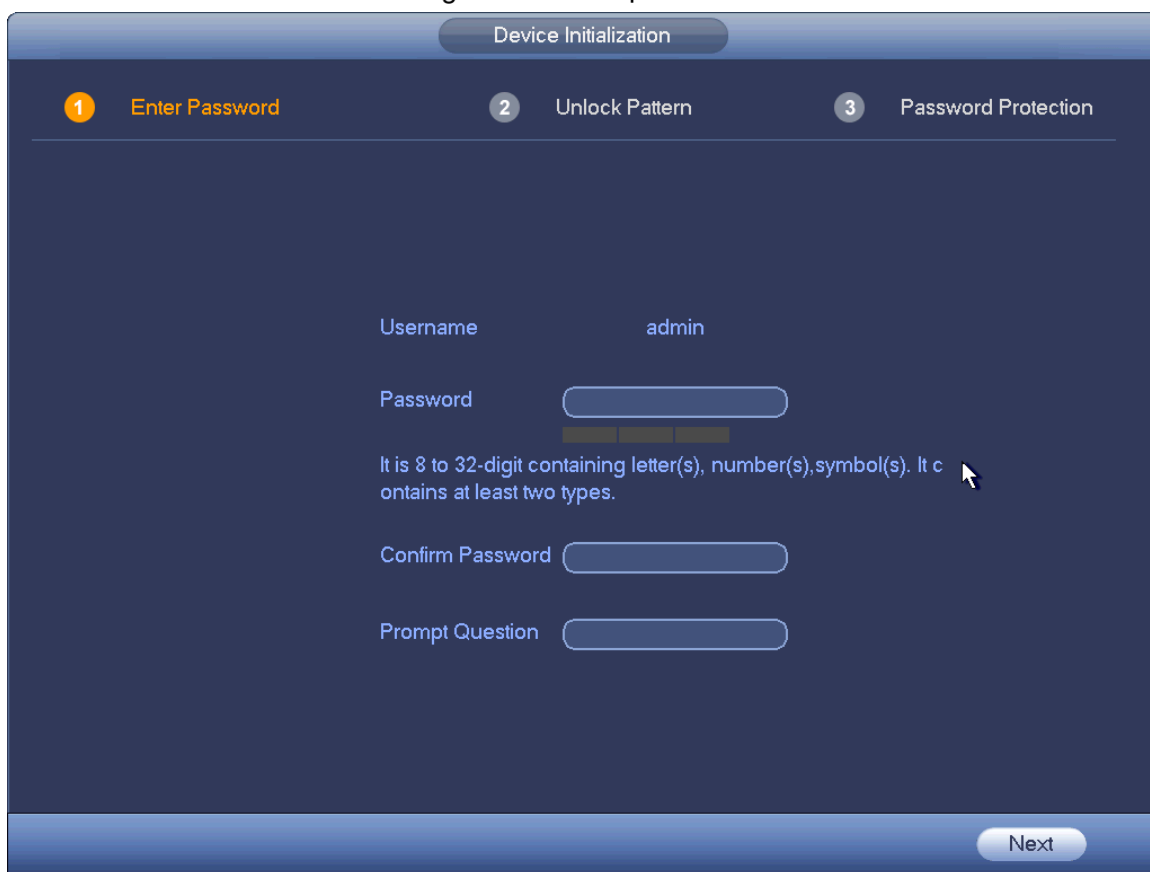 Device Initialization
1 Enter Password 2 Unlock Pattern 3 Password Protection
Username admin
Password
It is 8 to 32-digit containing letter(s), number(s),symbol(s). It c
ontains at least two types.
Confirm Password
Prompt Question
Next